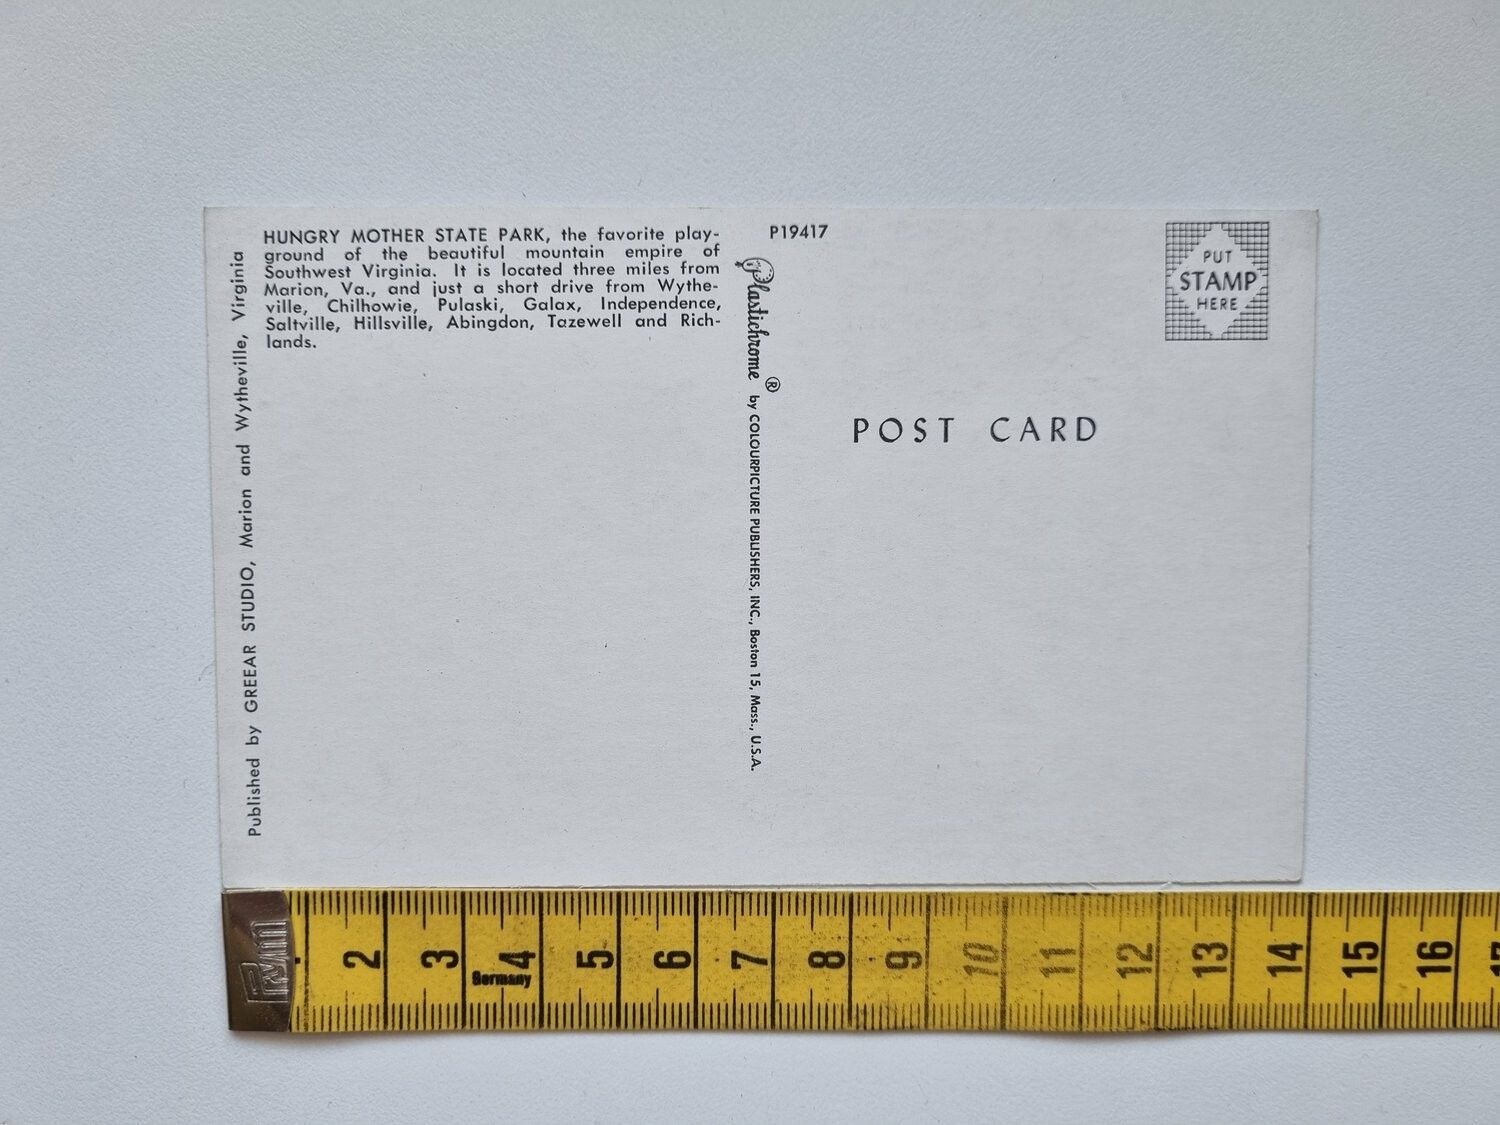 HUNGRY MOTHER STATE PARK, the favorite play-
ground of the beautiful mountain empire of
Southwest Virginia. It is located three miles from
Marion, Va., and just a short drive from Wythe-
ville, Chilhowie, Pulaski, Galax, Independence,
Saltville, Hillsville, Abingdon, Tazewell and Rich-
lands.
Published by GREEAR STUDIO, Marion and Wytheville, Virginia
P19417
Plastichrome ® by COLOURPICTURE PUBLISHERS, INC., Boston 15, Mass., U.S.A.
PUT
STAMP
HERE
POST CARD
Prym
2 3 4 5 6 7 8 9 10 11 12 13 14 15 16 17
Germany